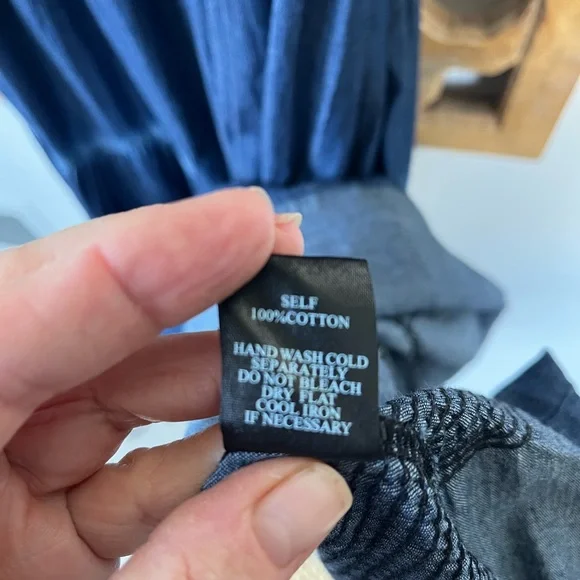 SELF
100%COTTON
HAND WASH COLD
SEPARATELY
DO NOT BLEACH
DRY FLAT
COOL IRON
IF NECESSARY